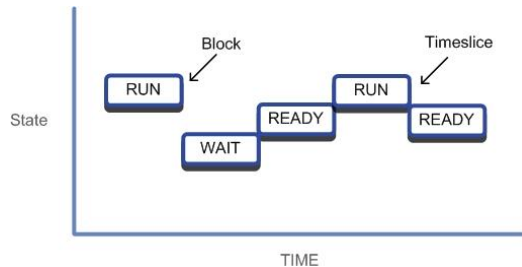 Block
Timeslice
RUN
RUN
READY
READY
State
WAIT
TIME